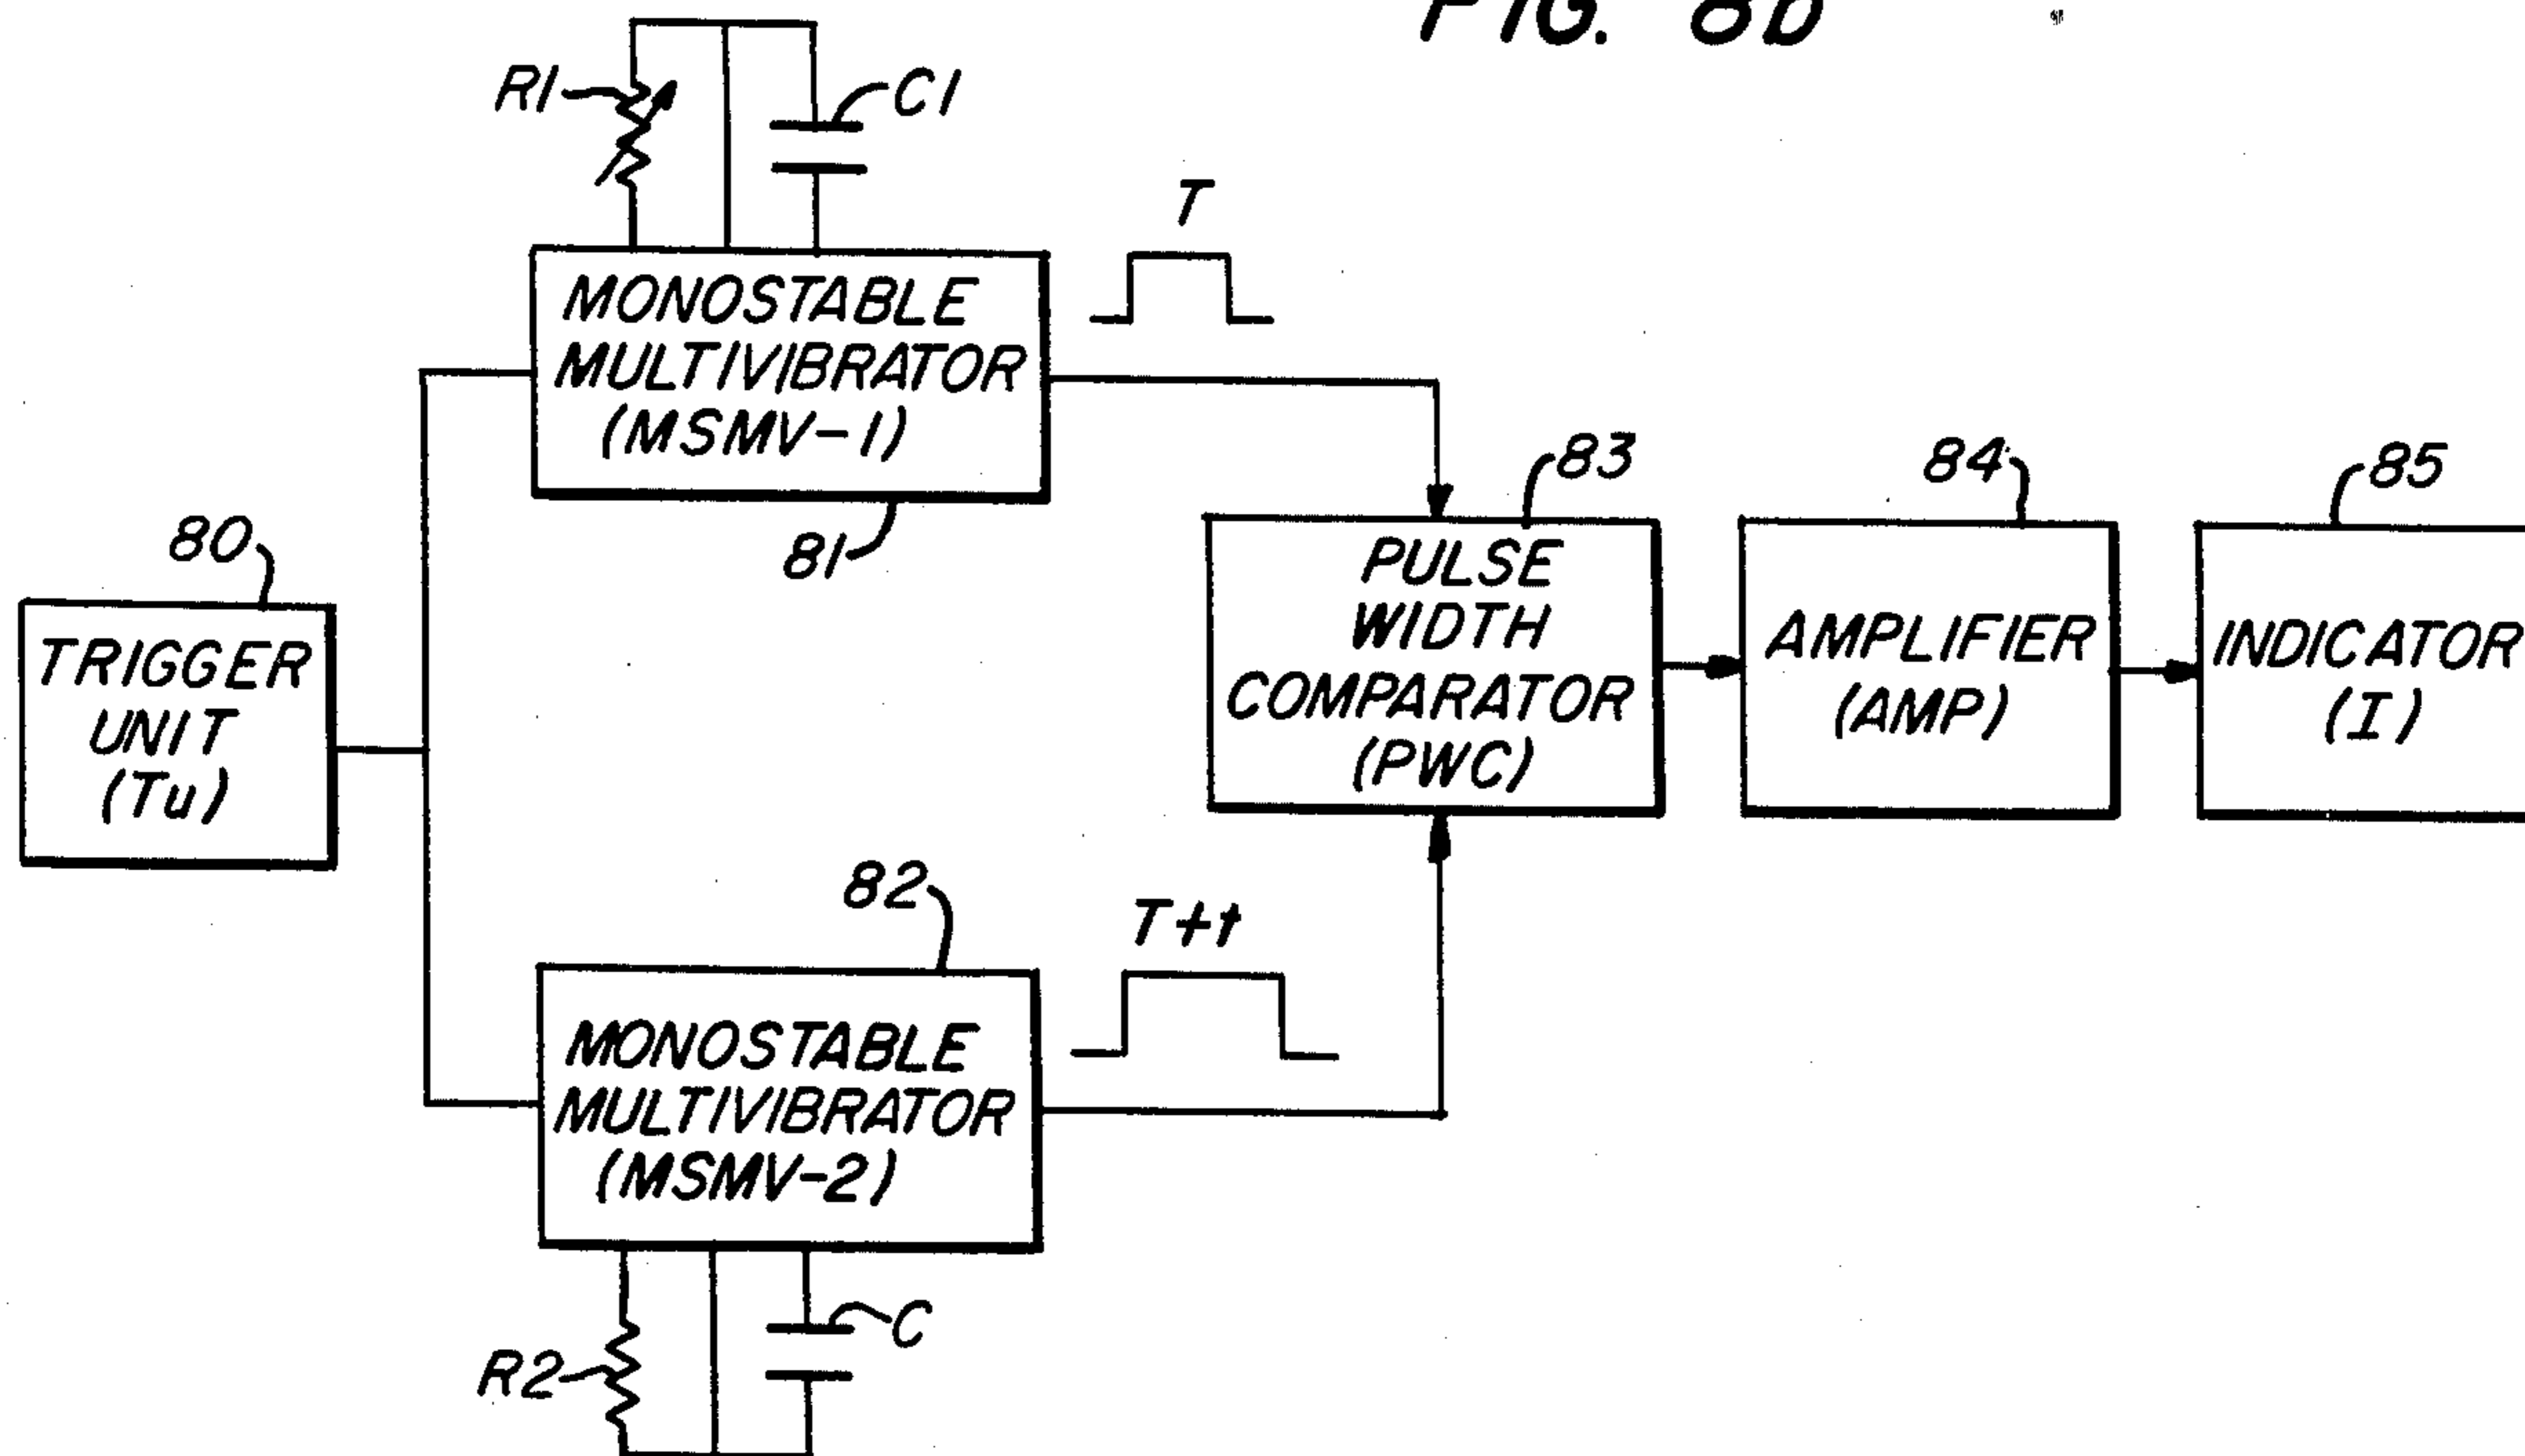 FIG. 8b
R1
C1
T
MONOSTABLE
MULTIVIBRATOR
(MSMV-1)
81
80
TRIGGER
UNIT
(Tu)
83
PULSE
WIDTH
COMPARATOR
(PWC)
84
AMPLIFIER
(AMP)
85
INDICATOR
(I)
82
T+t
MONOSTABLE
MULTIVIBRATOR
(MSMV-2)
R2
C